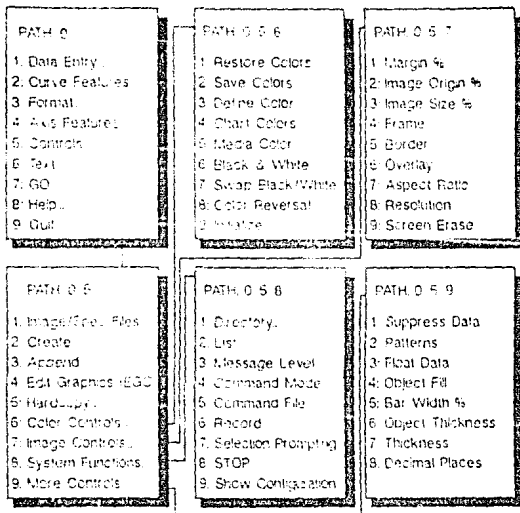 PATH: 0
1: Data Entry..
2: Curve Features
3: Format..
4: Axis Features
5: Controls
6: Text
7: GO
8: Help..
9: Quit
PATH: 0 5 6
1 Restore Colors
2: Save Colors
3: Define Color
4: Chart Colors
5: Media Color
6 Black & White
7: Swap Black/White
8: Color Reversal
9: Initialize
PATH: 0 5 7
1: Margin %
2: Image Origin %
3: Image Size %
4: Frame
5: Border
6: Overlay
7: Aspect Ratio
8: Resolution
9: Screen Erase
PATH: 0 5
1: Image/Spec Files
2: Create
3: Append
4: Edit Graphics (EGC
5: Hardcopy..
6: Color Controls..
7: Image Controls..
8: System Functions..
9: More Controls
PATH: 0 5 8
1: Directory..
2: List
3: Message Level
4: Command Mode
5: Command File
6: Record
7: Selection Prompting
8: STOP
9: Show Configuration
PATH: 0 5 9
1: Suppress Data
2: Patterns
3: Float Data
4: Object Fill
5: Bar Width %
6: Object Thickness
7: Thickness
8: Decimal Places